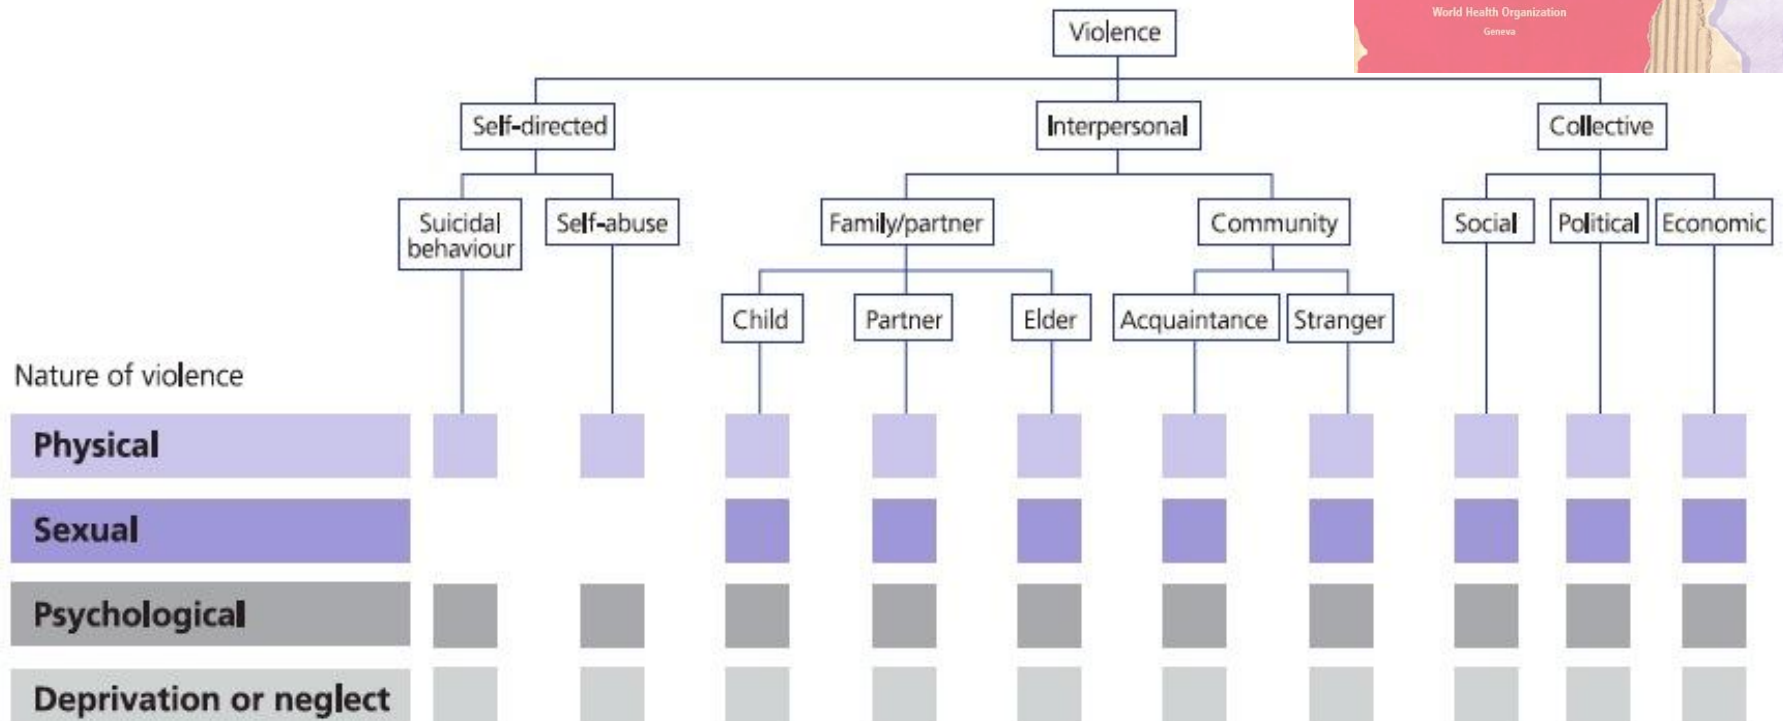 World Health Organization
Geneva
Violence
Self-directed
Interpersonal
Collective
Suicidal
behaviour
Self-abuse
Family/partner
Community
Social
Political
Economic
Child
Partner
Elder
Acquaintance
Stranger
Nature of violence
Physical
Sexual
Psychological
Deprivation or neglect